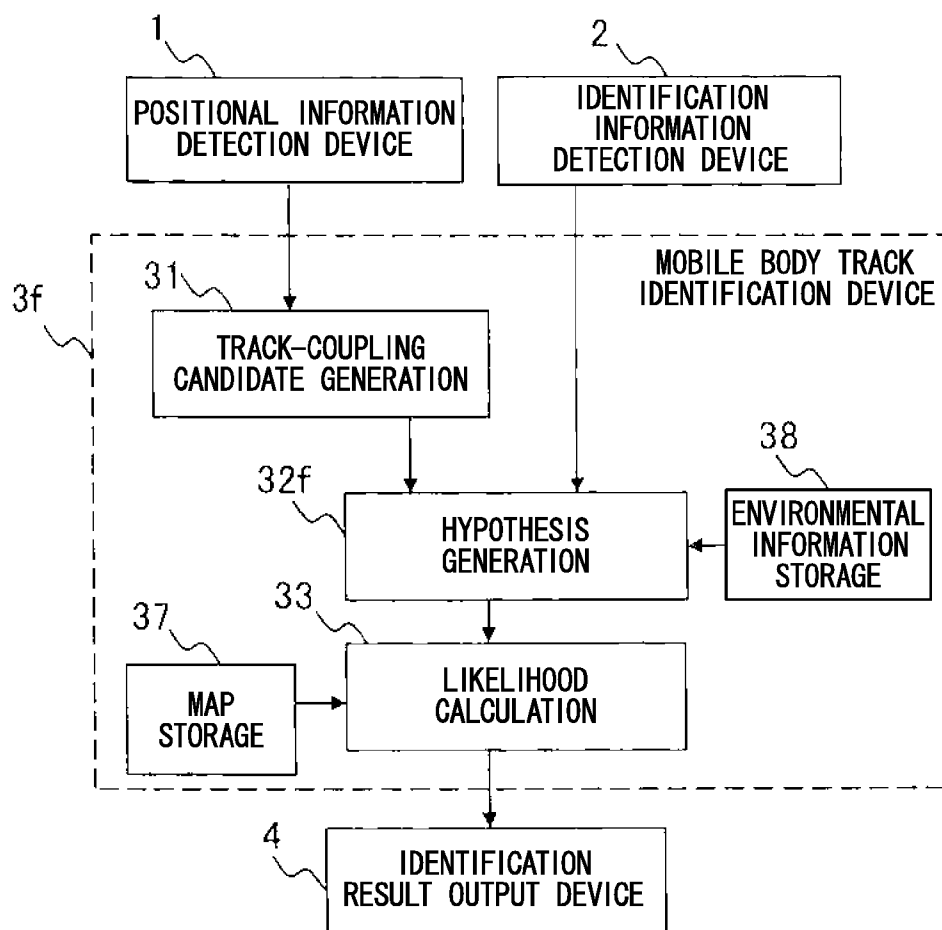 1
POSITIONAL INFORMATION
DETECTION DEVICE
2
IDENTIFICATION
INFORMATION
DETECTION DEVICE
3f
MOBILE BODY TRACK
IDENTIFICATION DEVICE
31
TRACK-COUPLING
CANDIDATE GENERATION
32f
HYPOTHESIS
GENERATION
38
ENVIRONMENTAL
INFORMATION
STORAGE
37
MAP
STORAGE
33
LIKELIHOOD
CALCULATION
4
IDENTIFICATION
RESULT OUTPUT DEVICE